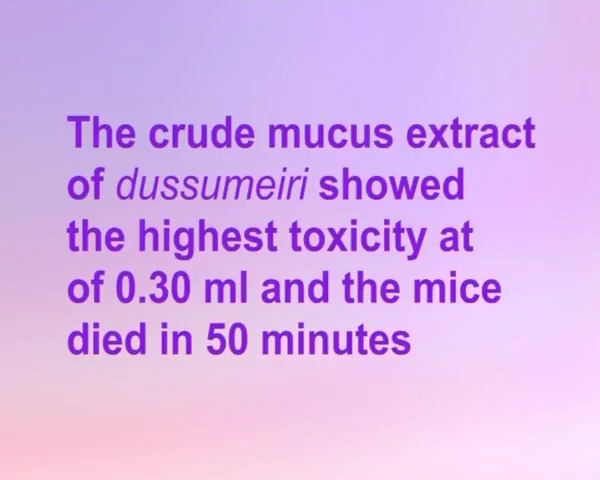 The crude mucus extract
of dussumeiri showed
the highest toxicity at
of 0.30 ml and the mice
died in 50 minutes